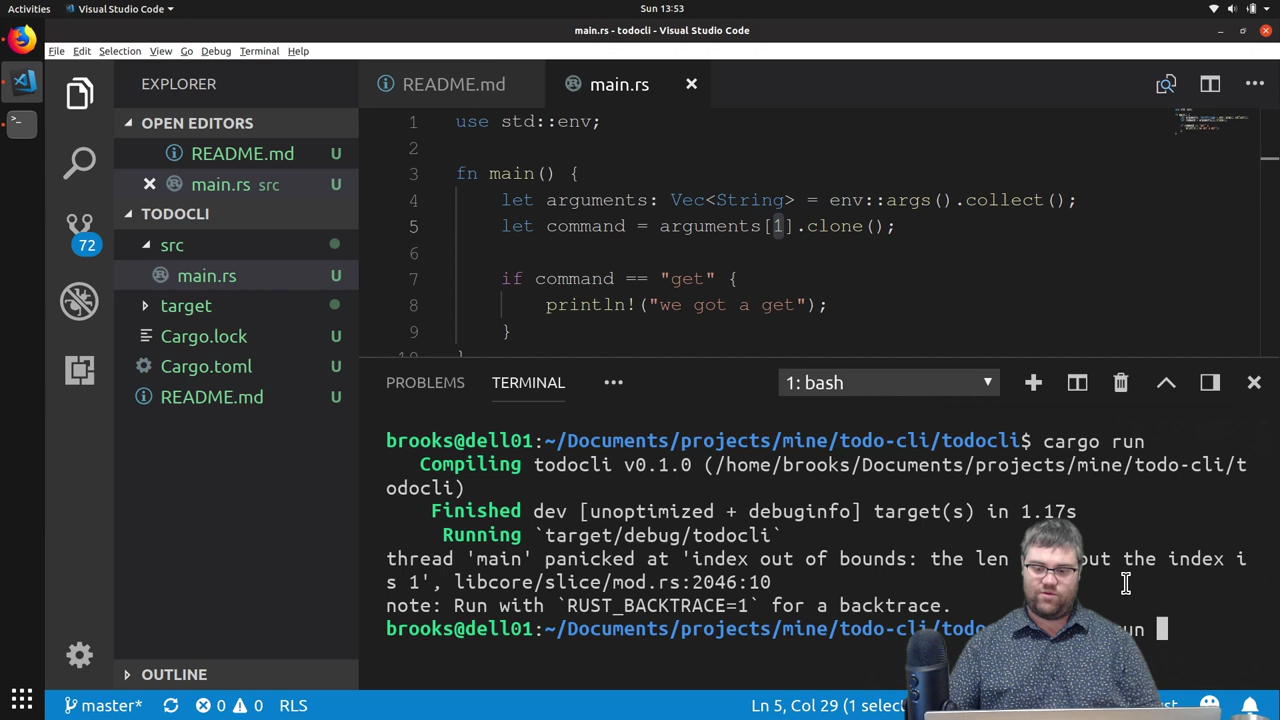 Activities
Visual Studio Code
Sun 13:53
main.rs - todocli - Visual Studio Code
File Edit Selection View Go Debug Terminal Help
EXPLORER
OPEN EDITORS
README.md U
main.rs src U
TODOCLI
src
main.rs U
target
Cargo.lock U
Cargo.toml U
README.md U
OUTLINE
72
README.md
main.rs
1 use std::env;
2
3 fn main() {
4 let arguments: Vec<String> = env::args().collect();
5 let command = arguments[1].clone();
6
7 if command == "get" {
8 println!("we got a get");
9 }
10 }
PROBLEMS TERMINAL
1: bash
brooks@dell01:~/Documents/projects/mine/todo-cli/todocli$ cargo run
Compiling todocli v0.1.0 (/home/brooks/Documents/projects/mine/todo-cli/t
odocli)
Finished dev [unoptimized + debuginfo] target(s) in 1.17s
Running `target/debug/todocli`
thread 'main' panicked at 'index out of bounds: the len out the index i
s 1', libcore/slice/mod.rs:2046:10
note: Run with `RUST_BACKTRACE=1` for a backtrace.
brooks@dell01:~/Documents/projects/mine/todo-cli/todo un
master* 0 0 RLS
Ln 5, Col 29 (1 selec